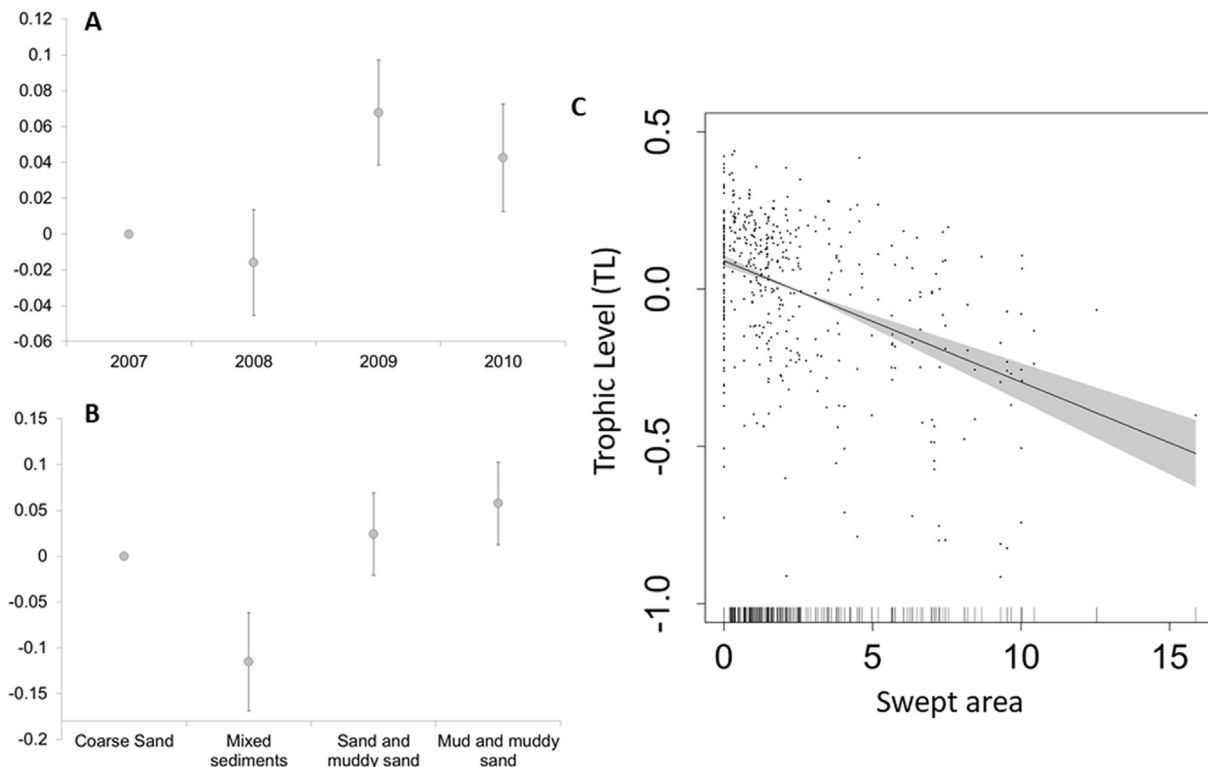 A
0.12
0.1
0.08
0.06
0.04
0.02
0
-0.02
-0.04
-0.06
2007 2008 2009 2010
B
0.15
0.1
0.05
0
-0.05
-0.1
-0.15
-0.2
Coarse Sand
Mixed
sediments
Sand and
muddy sand
Mud and muddy
sand
C
Trophic Level (TL)
0.5
0.0
-0.5
-1.0
0 5 10 15
Swept area